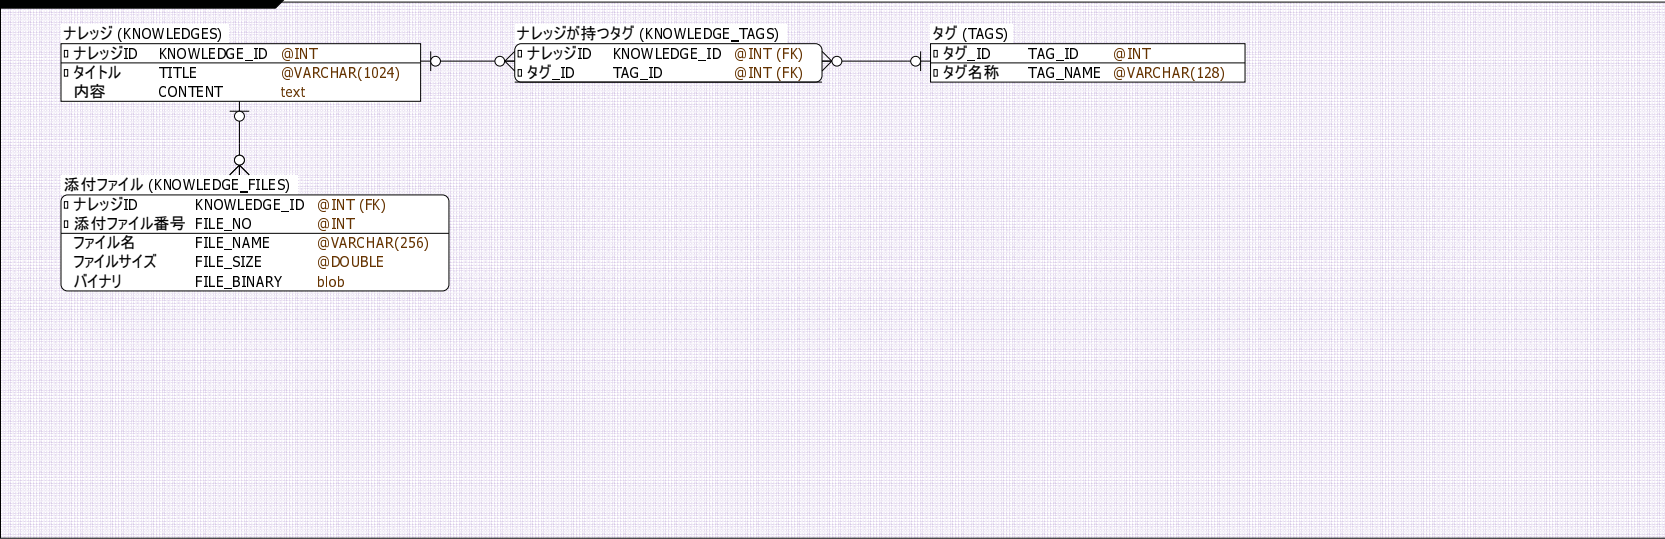 ナレッジ (KNOWLEDGES)
ナレッジID KNOWLEDGE_ID @INT
タイトル TITLE @VARCHAR(1024)
内容 CONTENT text
ナレッジが持つタグ (KNOWLEDGE_TAGS)
ナレッジID KNOWLEDGE_ID @INT (FK)
タグ_ID TAG_ID @INT (FK)
タグ (TAGS)
タグ_ID TAG_ID @INT
タグ名称 TAG_NAME @VARCHAR(128)
添付ファイル (KNOWLEDGE_FILES)
ナレッジID KNOWLEDGE_ID @INT (FK)
添付ファイル番号 FILE_NO @INT
ファイル名 FILE_NAME @VARCHAR(256)
ファイルサイズ FILE_SIZE @DOUBLE
バイナリ FILE_BINARY blob